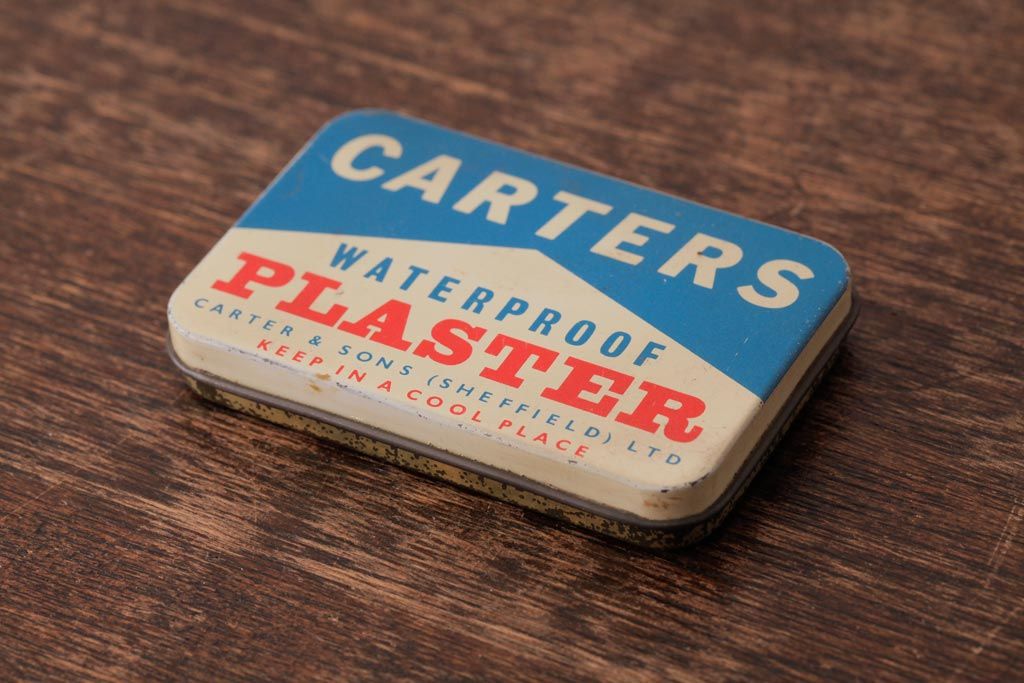 CARTERS
WATERPROOF
PLASTER
CARTER & SONS (SHEFFIELD) LTD
KEEP IN A COOL PLACE